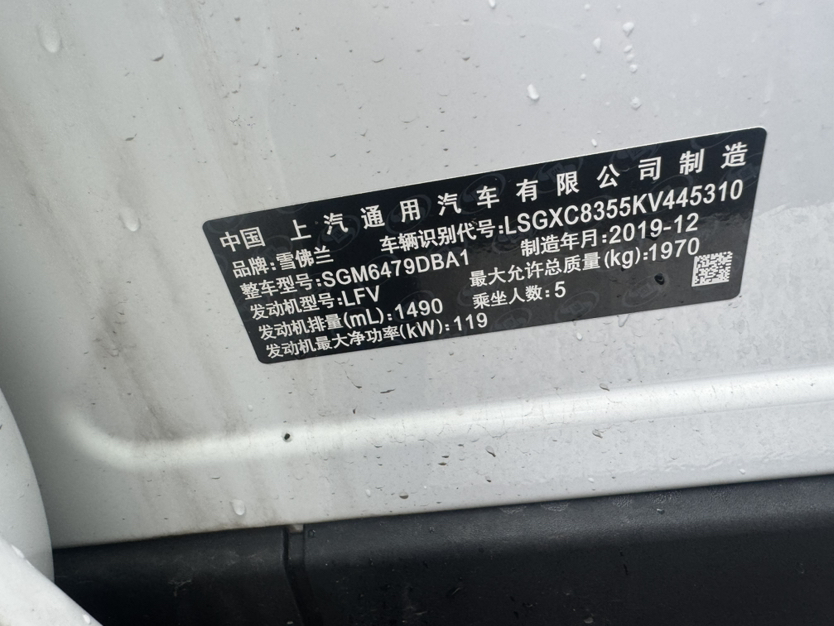 中国 上汽通用汽车有限公司制造
品牌:雪佛兰 车辆识别代号:LSGXC8355KV445310
整车型号:SGM6479DBA1 制造年月:2019-12
发动机型号:LFV 最大允许总质量(kg):1970
发动机排量(mL):1490 乘坐人数:5
发动机最大净功率(kW):119